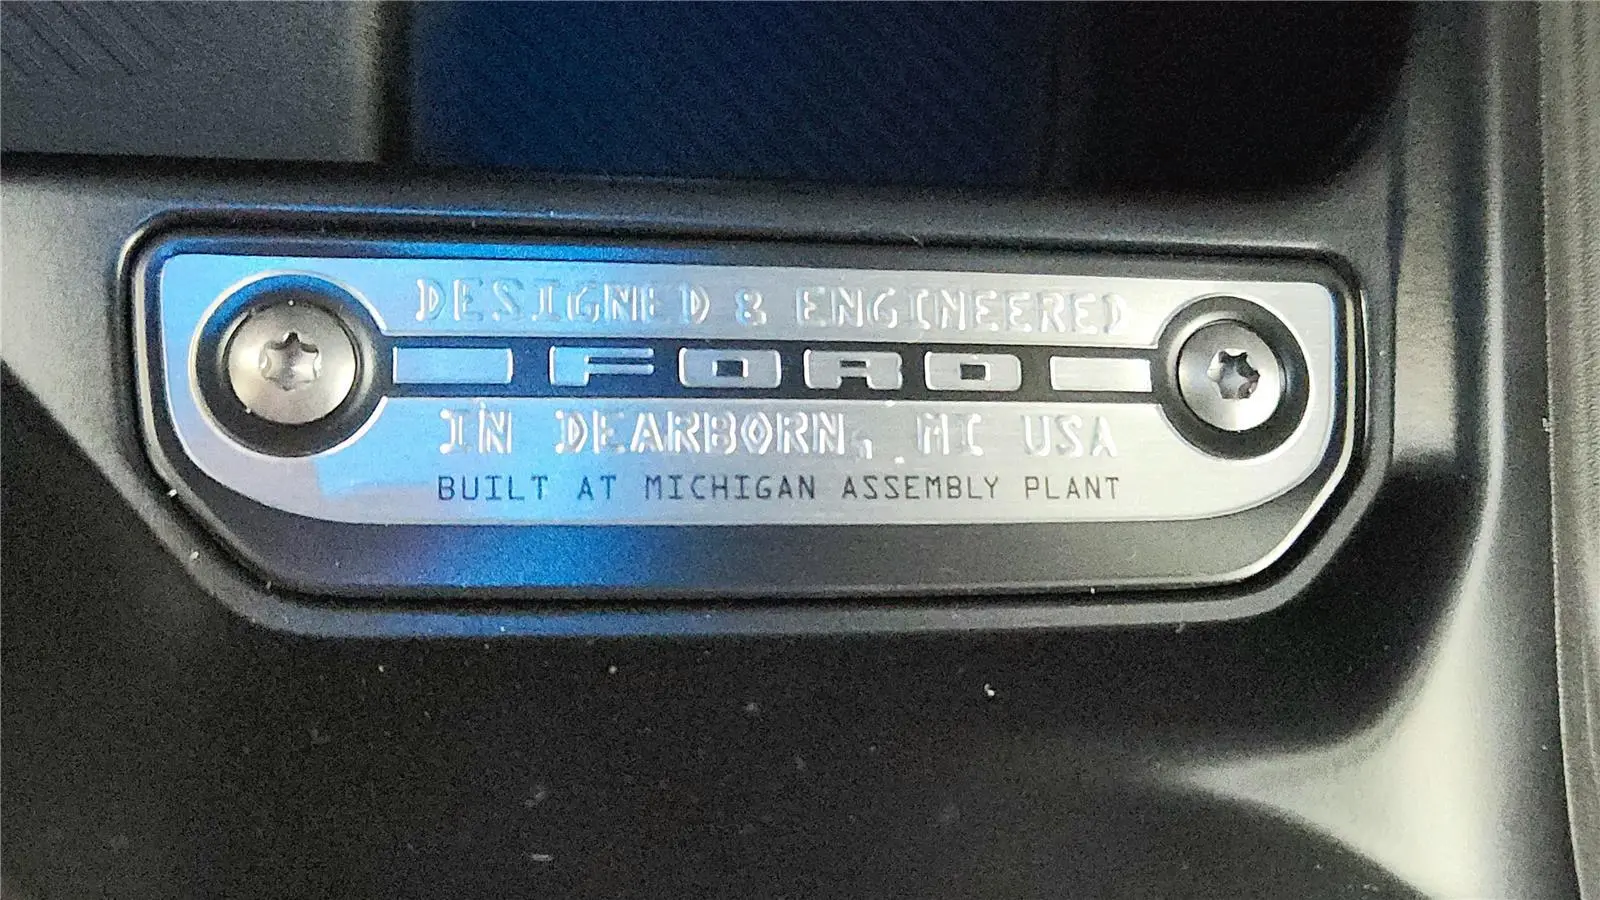 DESIGNED & ENGINEERED
FORD
IN DEARBORN, MI USA
BUILT AT MICHIGAN ASSEMBLY PLANT